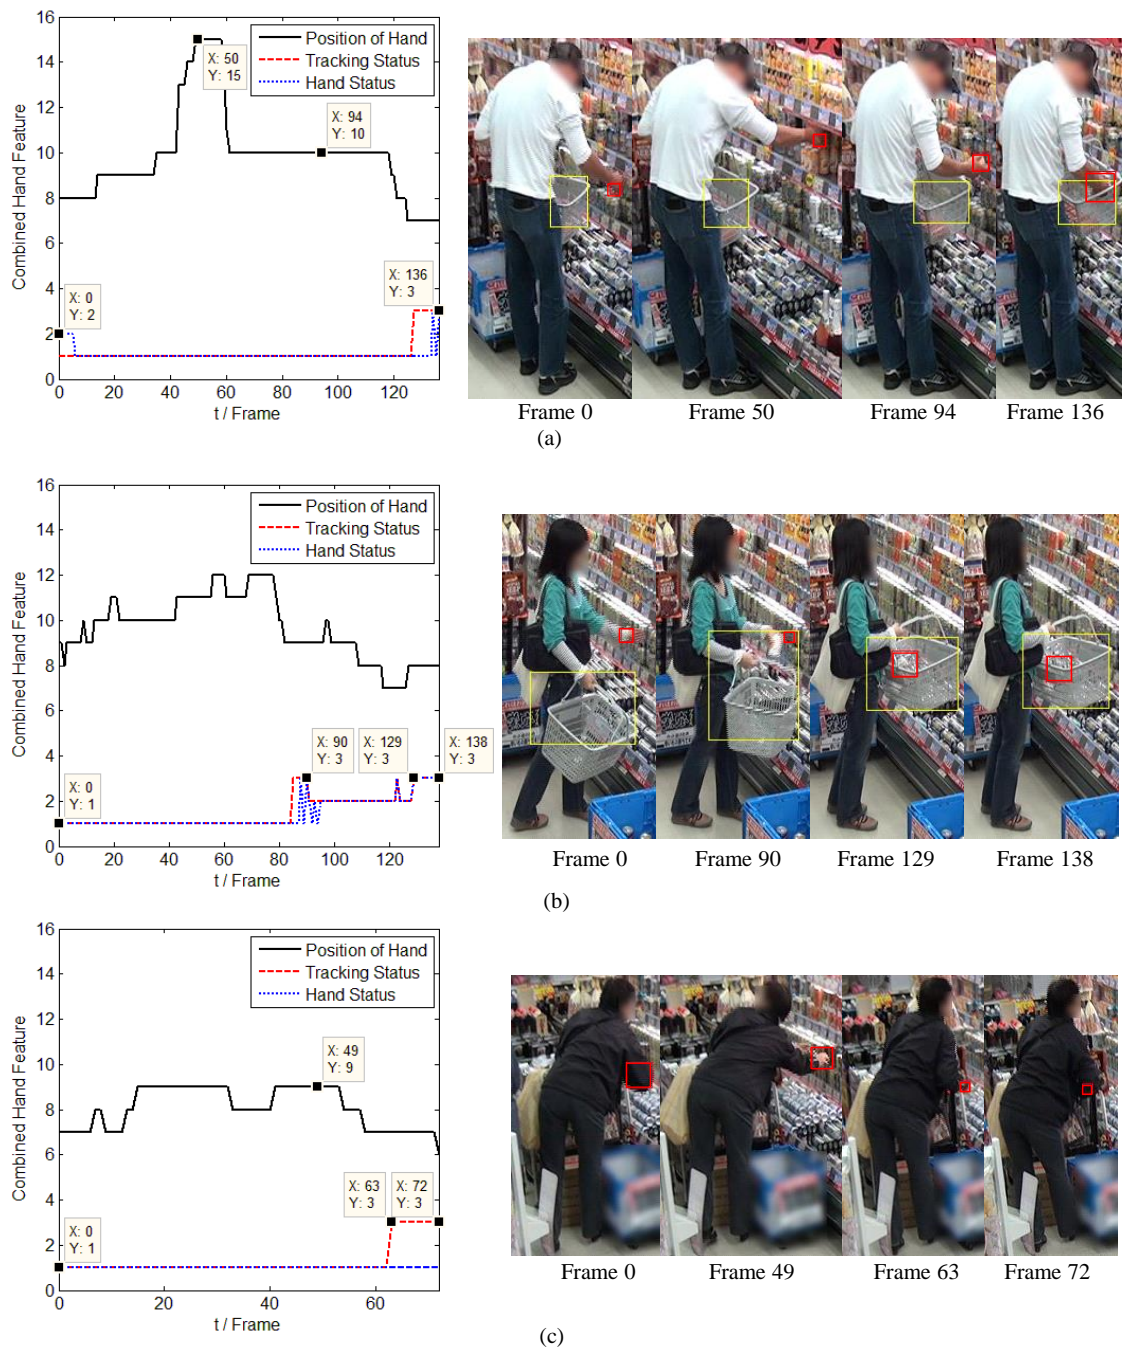 16
14
12
10
8
6
4
2
0
Combined Hand Feature
Position of Hand
Tracking Status
Hand Status
X: 50
Y: 15
X: 94
Y: 10
X: 136
Y: 3
X: 0
Y: 2
0 20 40 60 80 100 120
t / Frame
Frame 0 Frame 50 Frame 94 Frame 136
(a)
16
14
12
10
8
6
4
2
0
Combined Hand Feature
Position of Hand
Tracking Status
Hand Status
X: 90
Y: 3
X: 129
Y: 3
X: 138
Y: 3
X: 0
Y: 1
0 20 40 60 80 100 120
t / Frame
Frame 0 Frame 90 Frame 129 Frame 138
(b)
16
14
12
10
8
6
4
2
0
Combined Hand Feature
Position of Hand
Tracking Status
Hand Status
X: 49
Y: 9
X: 63
Y: 3
X: 72
Y: 3
X: 0
Y: 1
0 20 40 60
t / Frame
Frame 0 Frame 49 Frame 63 Frame 72
(c)